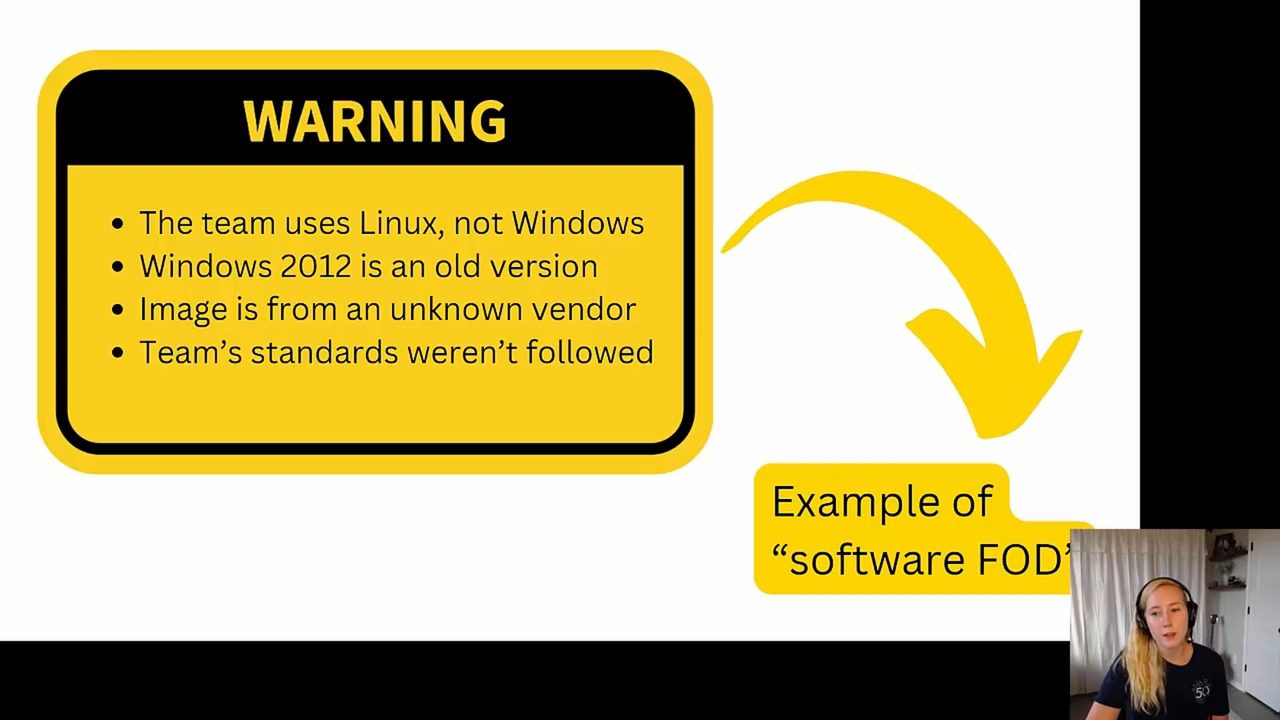 WARNING
• The team uses Linux, not Windows
• Windows 2012 is an old version
• Image is from an unknown vendor
• Team’s standards weren’t followed
Example of
“software FOD”
50